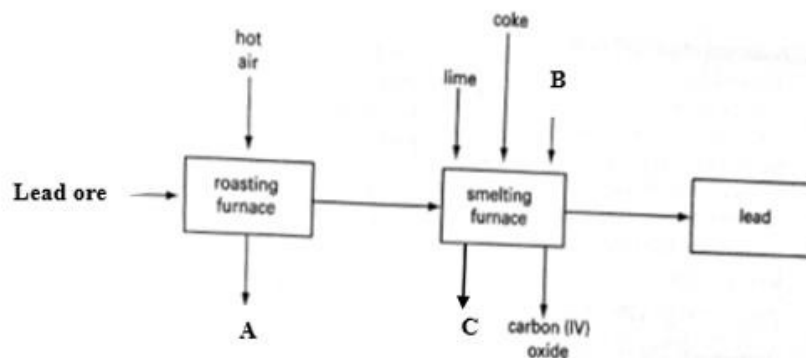 coke
hot
air
lime
B
Lead ore
roasting
furnace
smelting
furnace
lead
A
C
carbon (IV)
oxide